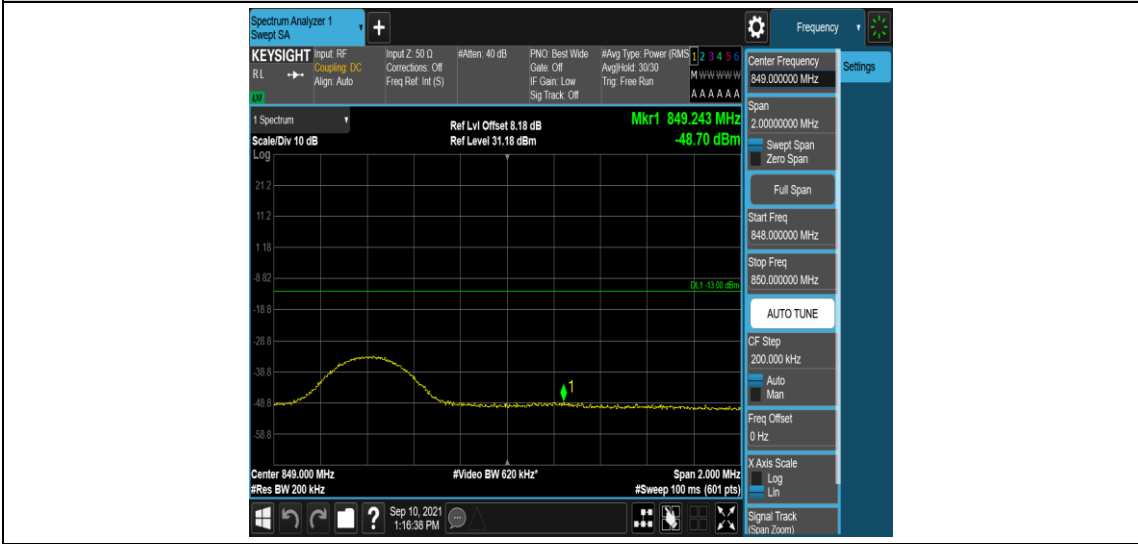 Spectrum Analyzer 1
Swept SA
+
Frequency
KEYSIGHT
RL
Input: RF
Coupling: DC
Align: Auto
Input Z: 50 Ω
Corrections: Off
Freq Ref: Int (S)
#Atten: 40 dB
PNO: Best Wide
Gate: Off
IF Gain: Low
Sig Track: Off
#Avg Type: Power (RMS
Avg|Hold: 30/30
Trig: Free Run
1 2 3 4 5 6
M W W W W W
A A A A A A
1 Spectrum
Scale/Div 10 dB
Log
Ref Lvl Offset 8.18 dB
Ref Level 31.18 dBm
Mkr1 849.243 MHz
-48.70 dBm
21.2
11.2
1.18
-8.82
DL1 -13.00 dBm
-18.8
-28.8
-38.8
1
-48.8
-58.8
Center 849.000 MHz
#Res BW 200 kHz
#Video BW 620 kHz*
Span 2.000 MHz
#Sweep 100 ms (601 pts)
?
Sep 10, 2021
1:16:38 PM
Center Frequency
849.000000 MHz
Settings
Span
2.00000000 MHz
Swept Span
Zero Span
Full Span
Start Freq
848.000000 MHz
Stop Freq
850.000000 MHz
AUTO TUNE
CF Step
200.000 kHz
Auto
Man
Freq Offset
0 Hz
X Axis Scale
Log
Lin
Signal Track
(Span Zoom)